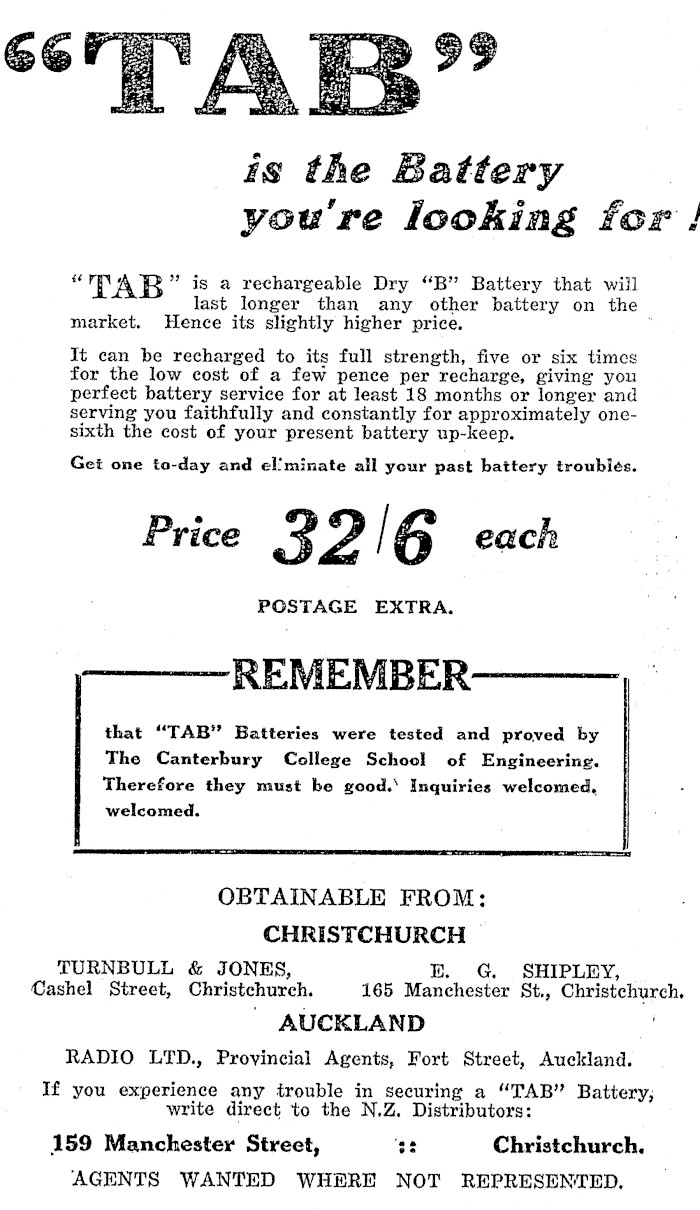 “TAB”
is the Battery
you're looking for!
“TAB” is a rechargeable Dry “B” Battery that will
last longer than any other battery on the
market. Hence its slightly higher price.
It can be recharged to its full strength, five or six times
for the low cost of a few pence per recharge, giving you
perfect battery service for at least 18 months or longer and
serving you faithfully and constantly for approximately one-
sixth the cost of your present battery up-keep.
Get one to-day and eliminate all your past battery troubles.
Price 32/6 each
POSTAGE EXTRA.
REMEMBER
that “TAB” Batteries were tested and proved by
The Canterbury College School of Engineering.
Therefore they must be good. Inquiries welcomed.
welcomed.
OBTAINABLE FROM:
CHRISTCHURCH
TURNBULL & JONES,
Cashel Street, Christchurch.
E. G. SHIPLEY,
165 Manchester St., Christchurch.
AUCKLAND
RADIO LTD., Provincial Agents, Fort Street, Auckland.
If you experience any trouble in securing a “TAB” Battery,
write direct to the N.Z. Distributors:
159 Manchester Street, :: Christchurch.
AGENTS WANTED WHERE NOT REPRESENTED.